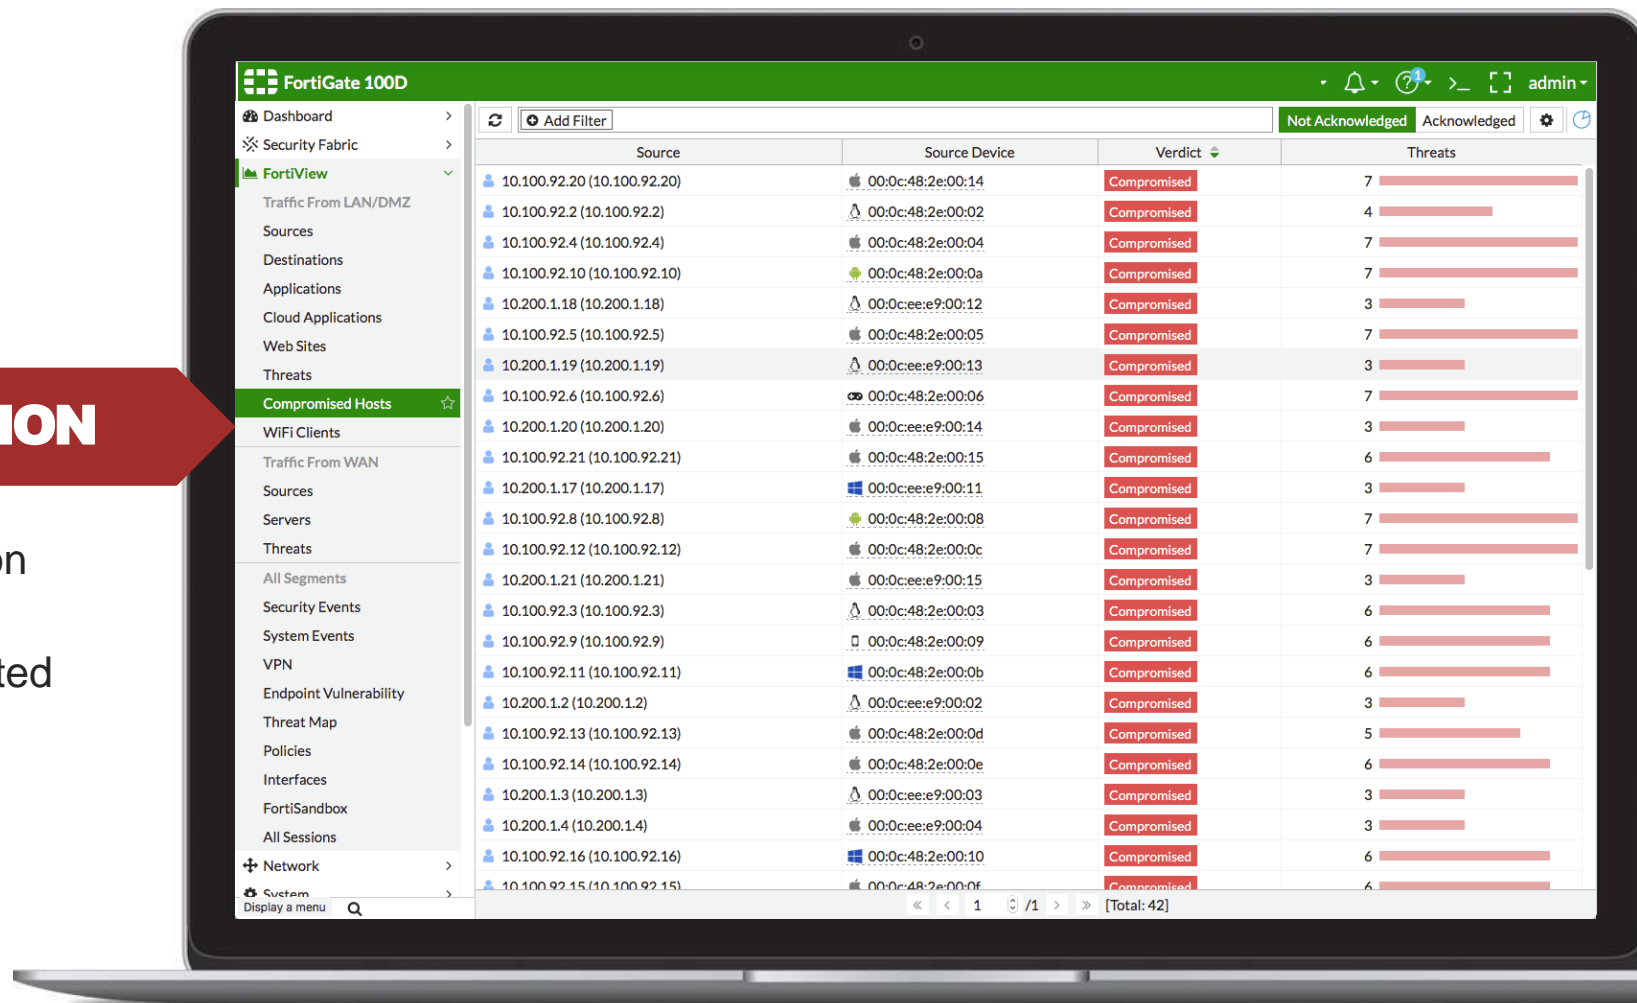 FortiGate 100D
1
>_
admin
Dashboard
Security Fabric
FortiView
Traffic From LAN/DMZ
Sources
Destinations
Applications
Cloud Applications
Web Sites
Threats
Compromised Hosts
WiFi Clients
Traffic From WAN
Sources
Servers
Threats
All Segments
Security Events
System Events
VPN
Endpoint Vulnerability
Threat Map
Policies
Interfaces
FortiSandbox
All Sessions
Network
System
Display a menu
ION
on
ted
Add Filter
Not Acknowledged Acknowledged
Source Source Device Verdict Threats
10.100.92.20 (10.100.92.20) 00:0c:48:2e:00:14 Compromised 7
10.100.92.2 (10.100.92.2) 00:0c:48:2e:00:02 Compromised 4
10.100.92.4 (10.100.92.4) 00:0c:48:2e:00:04 Compromised 7
10.100.92.10 (10.100.92.10) 00:0c:48:2e:00:0a Compromised 7
10.200.1.18 (10.200.1.18) 00:0c:ee:e9:00:12 Compromised 3
10.100.92.5 (10.100.92.5) 00:0c:48:2e:00:05 Compromised 7
10.200.1.19 (10.200.1.19) 00:0c:ee:e9:00:13 Compromised 3
10.100.92.6 (10.100.92.6) 00:0c:48:2e:00:06 Compromised 7
10.200.1.20 (10.200.1.20) 00:0c:ee:e9:00:14 Compromised 3
10.100.92.21 (10.100.92.21) 00:0c:48:2e:00:15 Compromised 6
10.200.1.17 (10.200.1.17) 00:0c:ee:e9:00:11 Compromised 3
10.100.92.8 (10.100.92.8) 00:0c:48:2e:00:08 Compromised 7
10.100.92.12 (10.100.92.12) 00:0c:48:2e:00:0c Compromised 7
10.200.1.21 (10.200.1.21) 00:0c:ee:e9:00:15 Compromised 3
10.100.92.3 (10.100.92.3) 00:0c:48:2e:00:03 Compromised 6
10.100.92.9 (10.100.92.9) 00:0c:48:2e:00:09 Compromised 6
10.100.92.11 (10.100.92.11) 00:0c:48:2e:00:0b Compromised 6
10.200.1.2 (10.200.1.2) 00:0c:ee:e9:00:02 Compromised 3
10.100.92.13 (10.100.92.13) 00:0c:48:2e:00:0d Compromised 5
10.100.92.14 (10.100.92.14) 00:0c:48:2e:00:0e Compromised 6
10.200.1.3 (10.200.1.3) 00:0c:ee:e9:00:03 Compromised 3
10.200.1.4 (10.200.1.4) 00:0c:ee:e9:00:04 Compromised 3
10.100.92.16 (10.100.92.16) 00:0c:48:2e:00:10 Compromised 6
10.100.92.15 (10.100.92.15) 00:0c:48:2e:00:0f Compromised 6
« < 1 /1 > » [Total: 42]